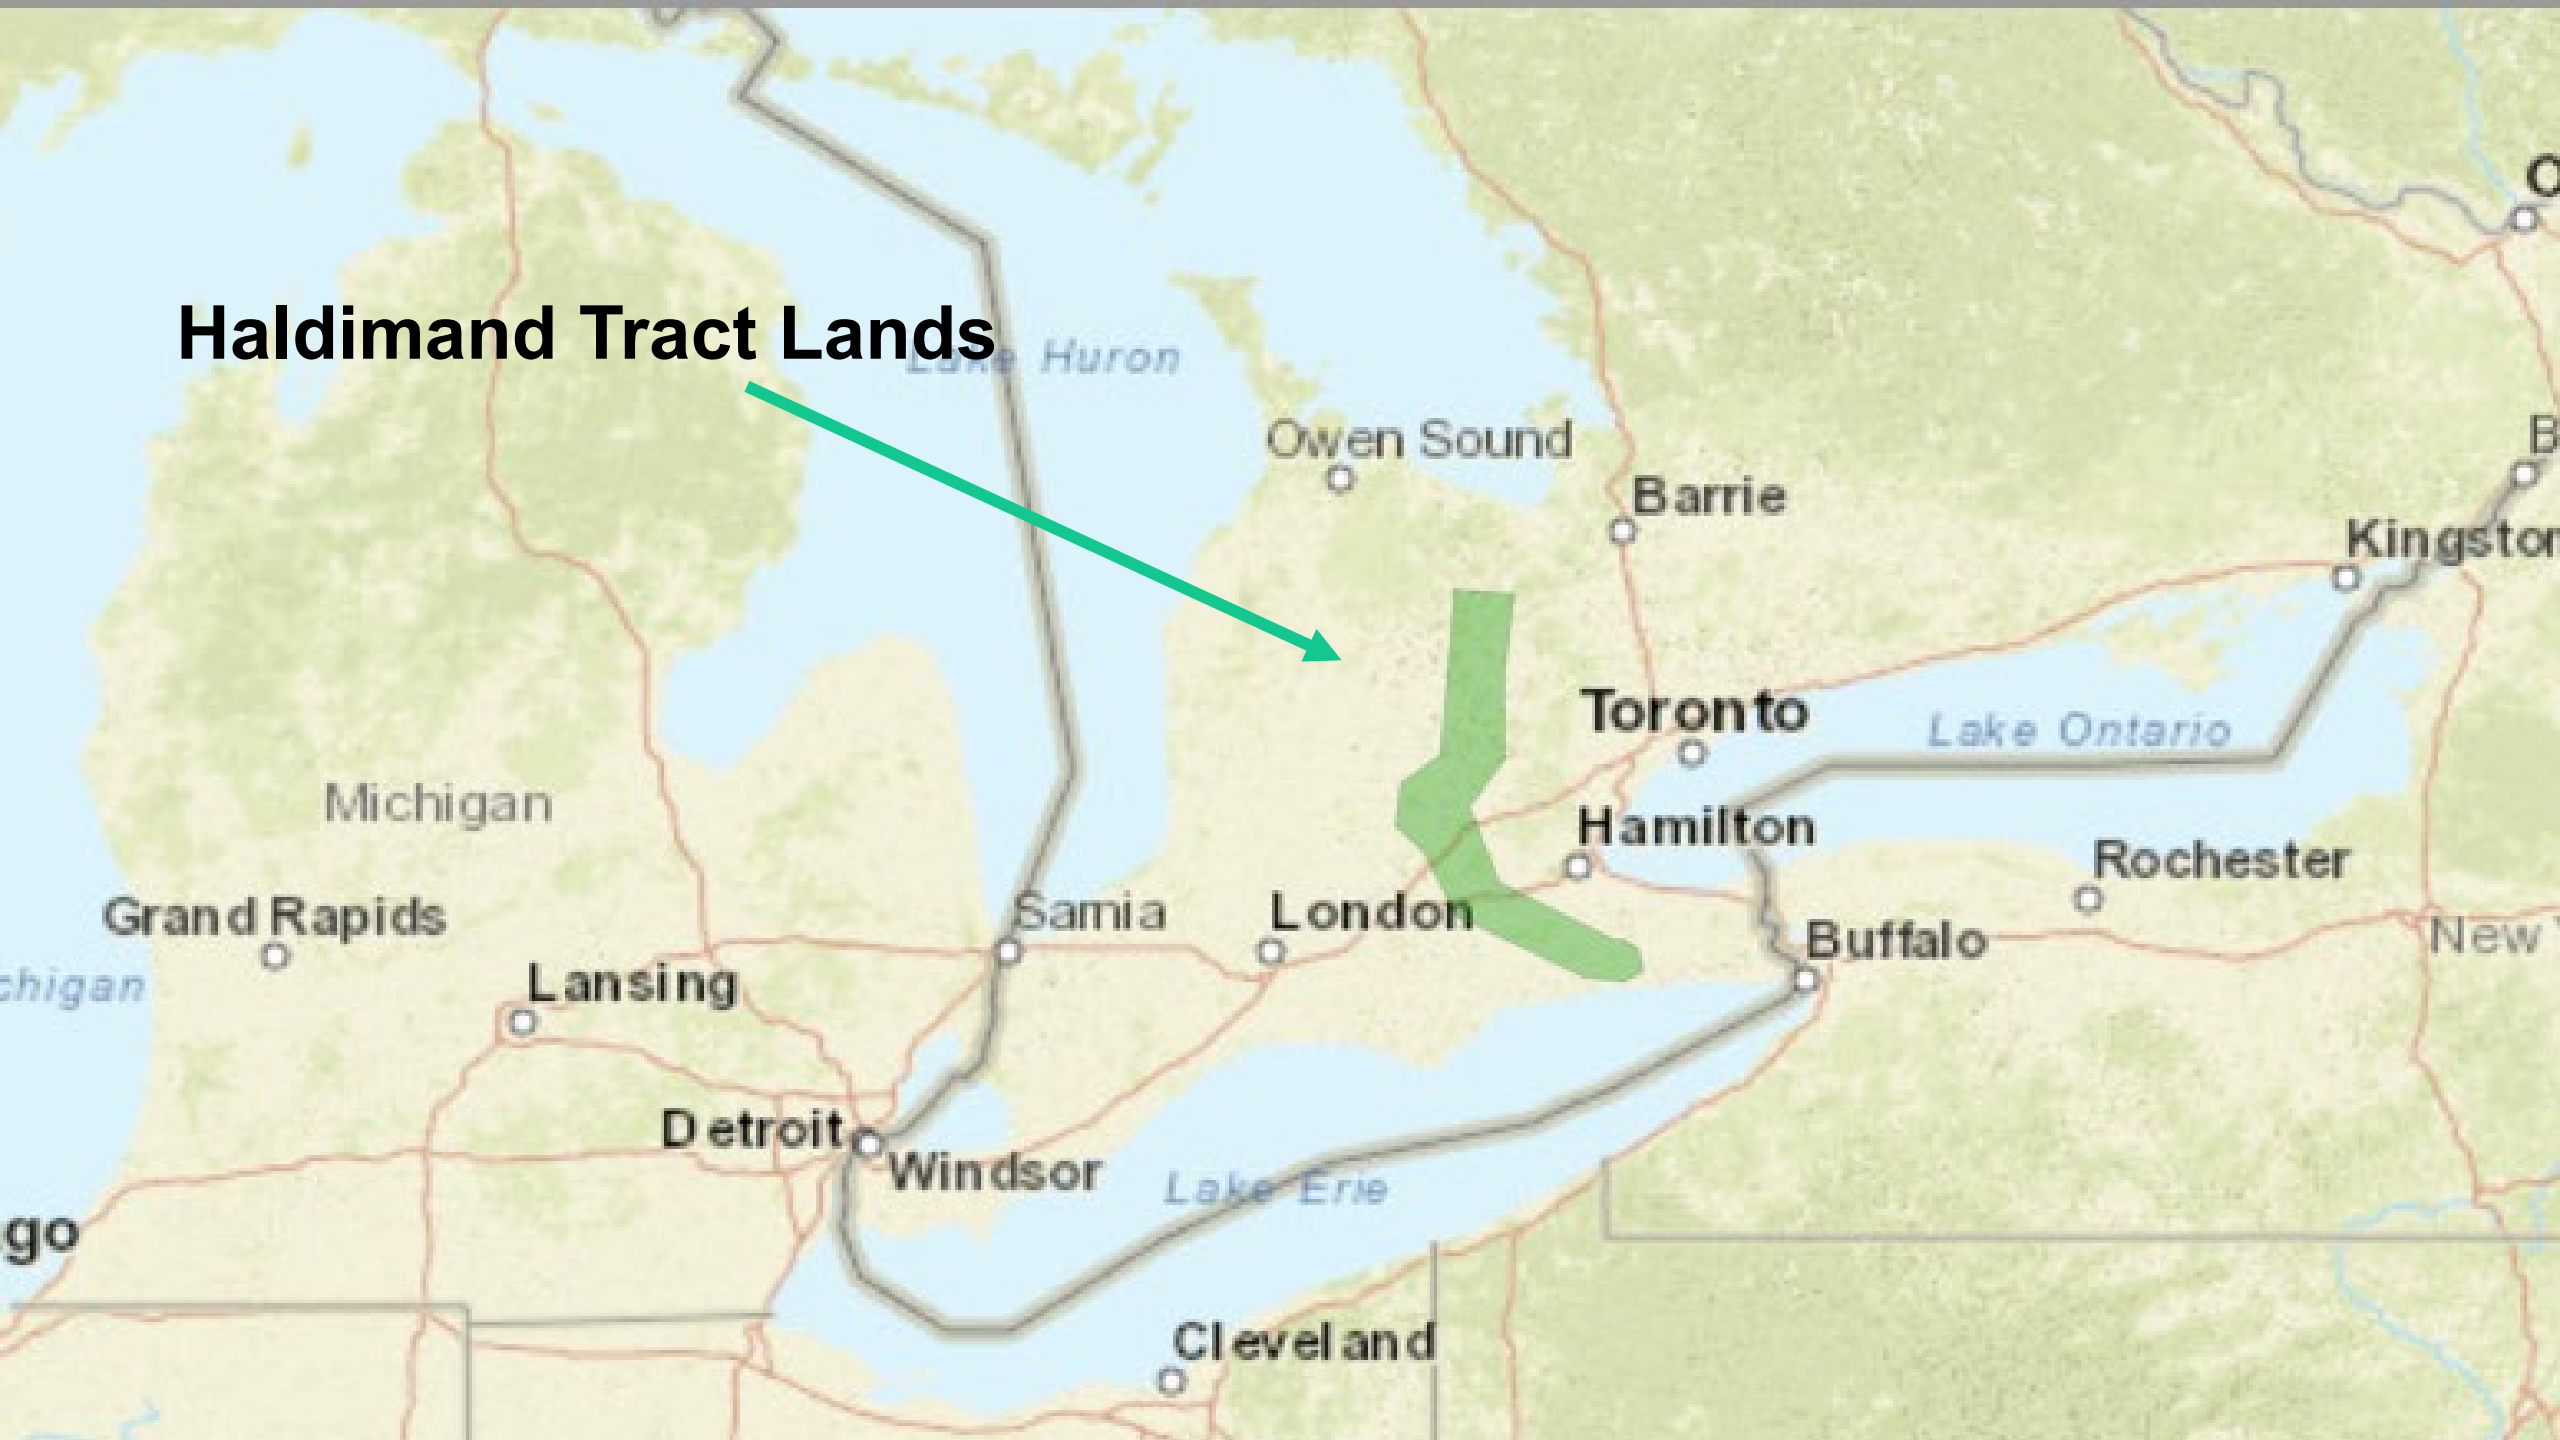 Haldimand Tract Lands
Lake Huron
Owen Sound
Barrie
Toronto
Lake Ontario
Hamilton
Rochester
Michigan
Grand Rapids
Sarnia
London
Buffalo
New
Lansing
chigan
Detroit
Windsor
Lake Erie
go
Cleveland
Kingston
O
B